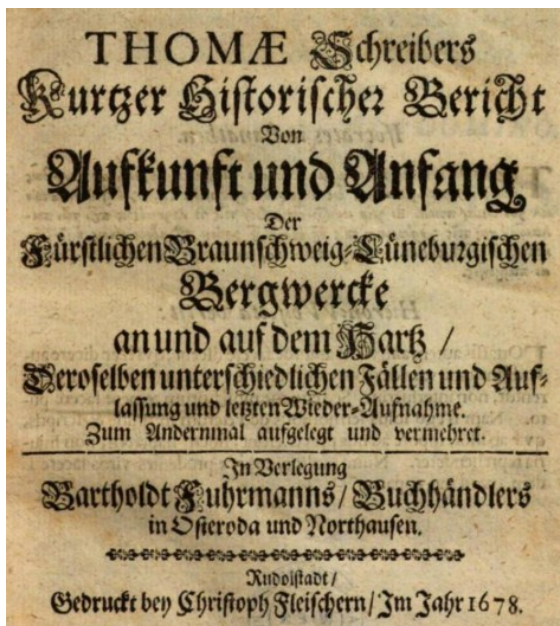 THOMÆ Schreibers
Kurtzer Historischer Bericht
Von
Aufkunft und Anfang
Der
Fürstlichen Braunschweig-Lüneburgischen
Bergwercke
an und auf dem Hartz /
Deroselben unterschiedlichen Fällen und Auf-
lassung und letzten Wieder-Aufnahme.
Zum Andernmal aufgelegt und vermehret.
In Verlegung
Bartholdt Fuhrmanns / Buchhändlers
in Osteroda und Northausen.
Rudolstadt /
Gedruckt bey Christoph Fleischern / Im Jahr 1678.